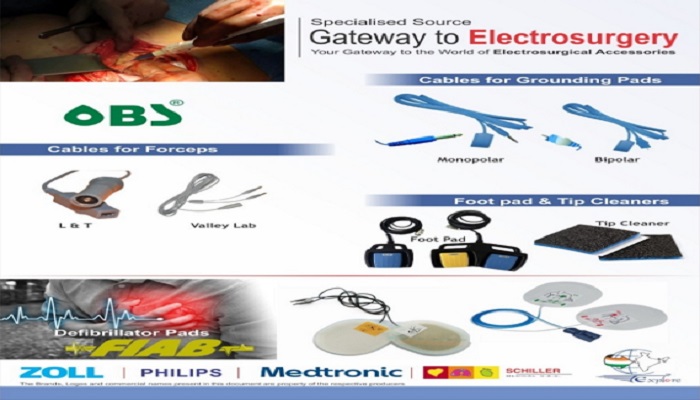 Specialised Source
Gateway to Electrosurgery
Your Gateway to the World of Electrosurgical Accessories
Cables for Grounding Pads
OBS®
Monopolar
Bipolar
Cables for Forceps
L & T
Valley Lab
Foot pad & Tip Cleaners
Foot Pad
Tip Cleaner
Defibrillator Pads
FIAB
ZOLL
PHILIPS
Medtronic
SCHILLER
The Brands, Logos and commercial names present in this document are property of the respective producers